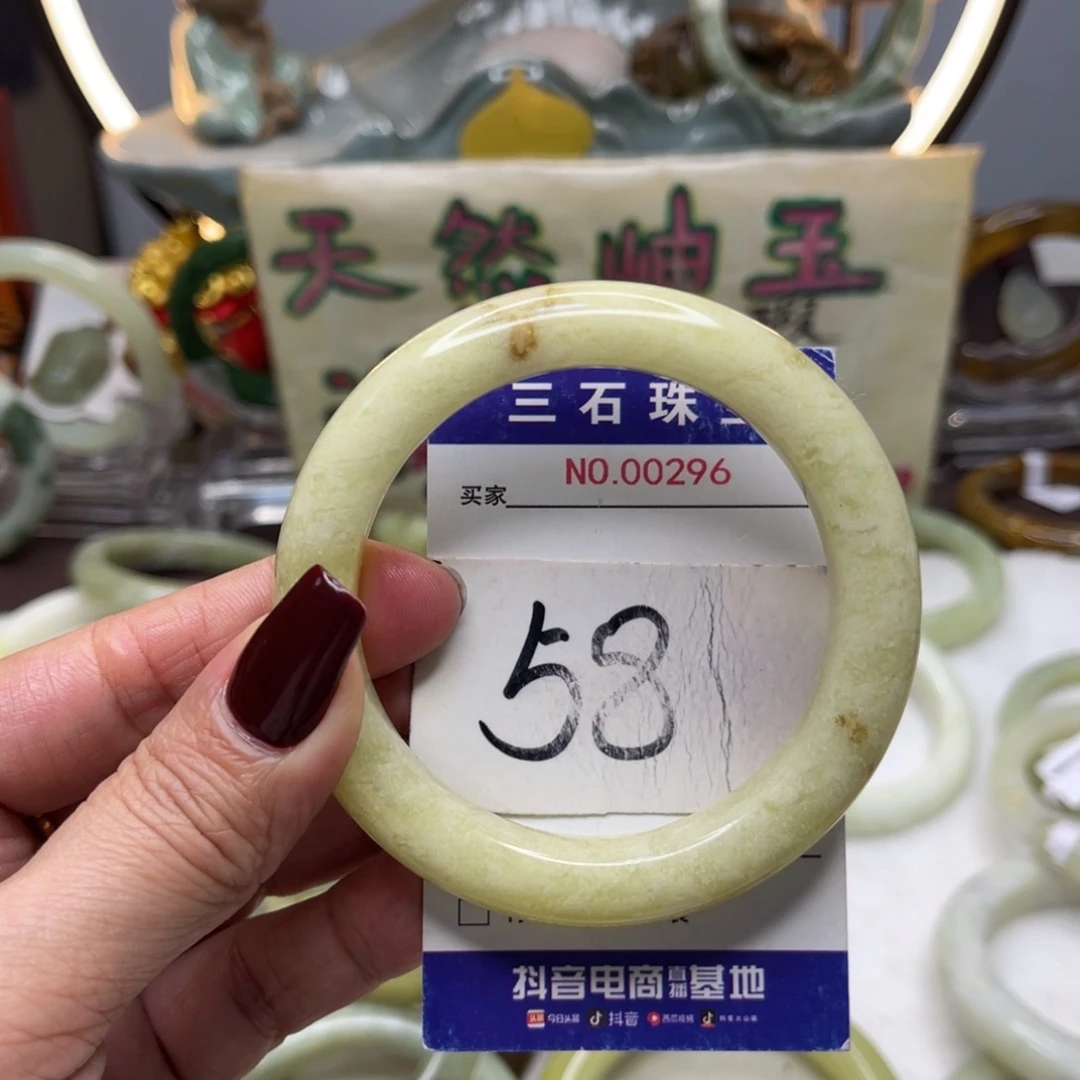 天然岫玉
三石珠
NO.00296
买家
58
抖音电商直播基地
今日头条 抖音 西瓜视频